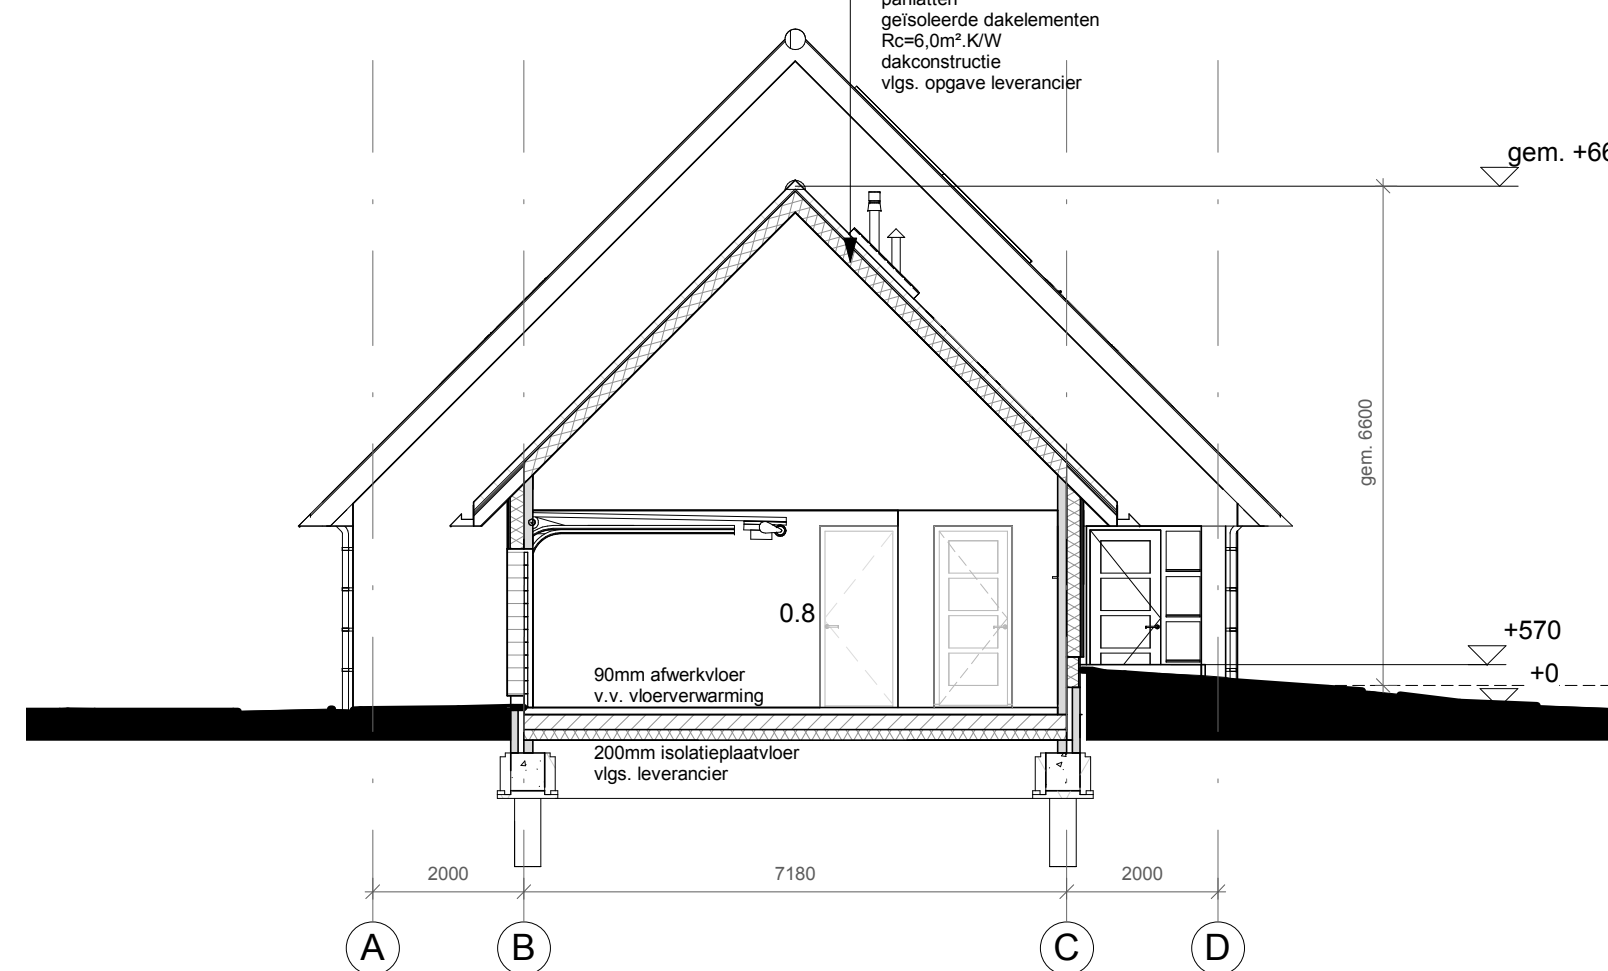 panlatten
geïsoleerde dakelementen
Rc=6,0m².K/W
dakconstructie
vlgs. opgave leverancier
gem. +66
gem. 6600
+570
+0
0.8
90mm afwerkvloer
v.v. vloerverwarming
200mm isolatieplaatvloer
vlgs. leverancier
2000
7180
2000
A
B
C
D